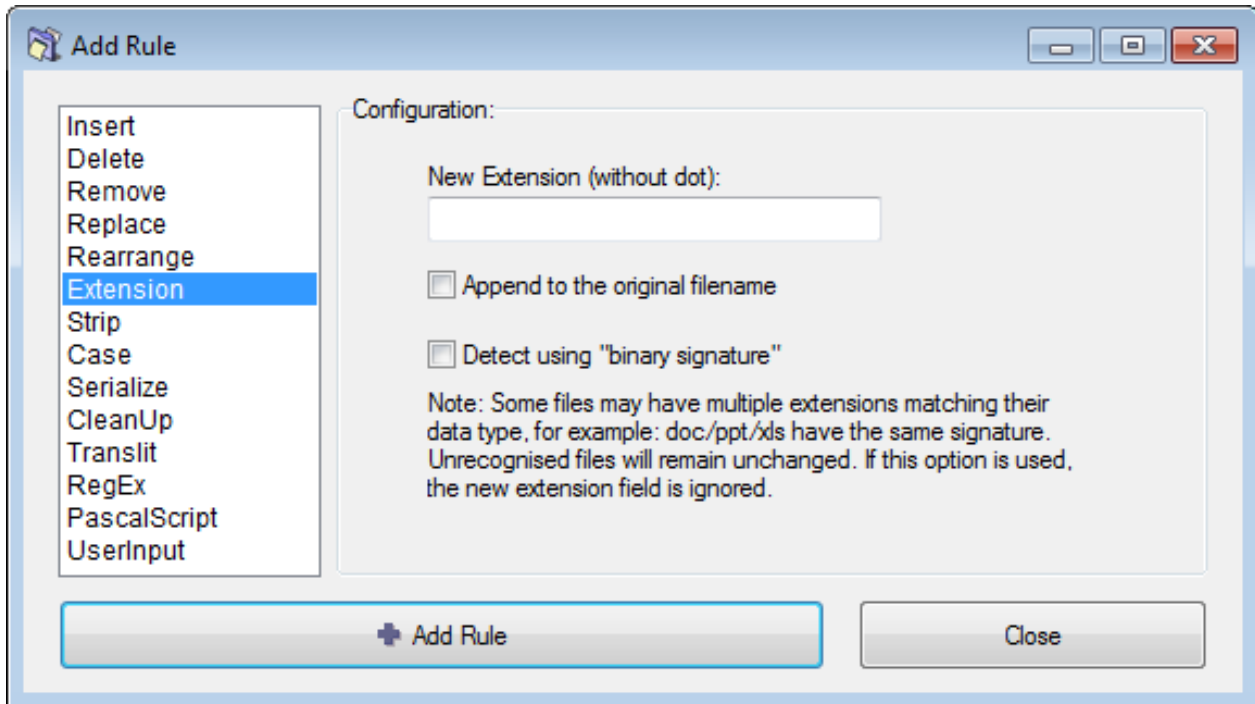 Add Rule
Insert
Delete
Remove
Replace
Rearrange
Extension
Strip
Case
Serialize
CleanUp
Translit
RegEx
PascalScript
UserInput
Configuration:
New Extension (without dot):
Append to the original filename
Detect using "binary signature"
Note: Some files may have multiple extensions matching their
data type, for example: doc/ppt/xls have the same signature.
Unrecognised files will remain unchanged. If this option is used,
the new extension field is ignored.
Add Rule
Close